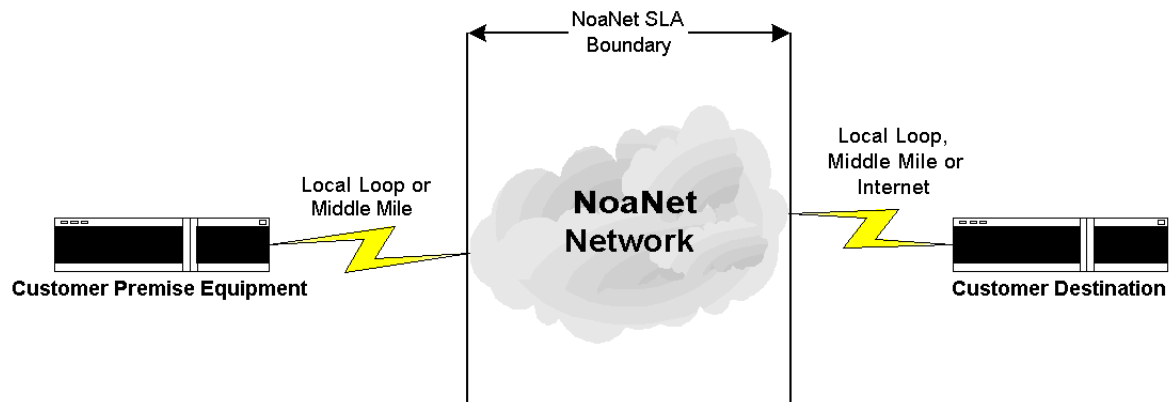 NoaNet SLA
Boundary
Local Loop,
Middle Mile or
Internet
Local Loop or
Middle Mile
NoaNet
Network
Customer Premise Equipment
Customer Destination